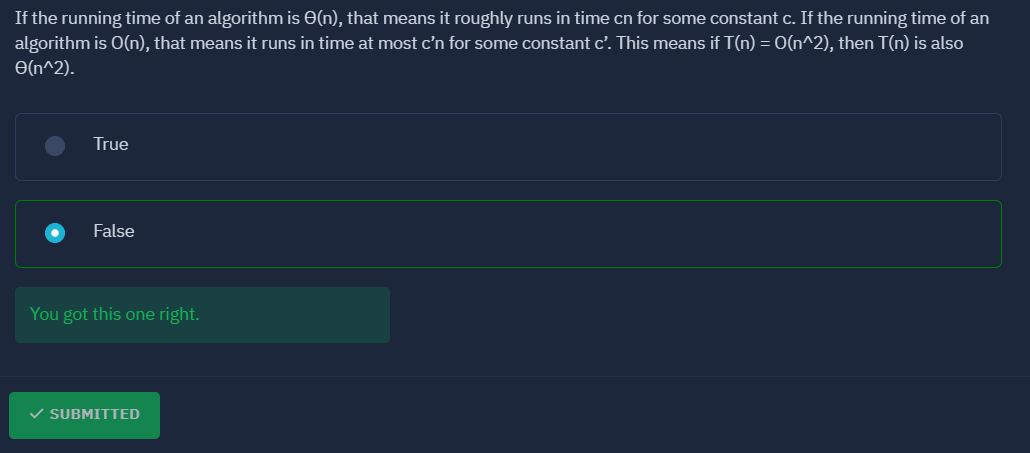 If the running time of an algorithm is Θ(n), that means it roughly runs in time cn for some constant c. If the running time of an
algorithm is O(n), that means it runs in time at most c’n for some constant c’. This means if T(n) = O(n^2), then T(n) is also
Θ(n^2).
True
False
You got this one right.
✓ SUBMITTED